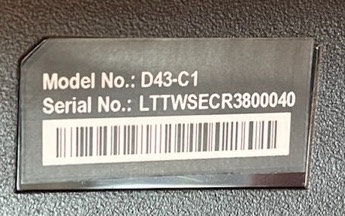 Model No.: D43-C1
Serial No.: LTTWSECR3800040